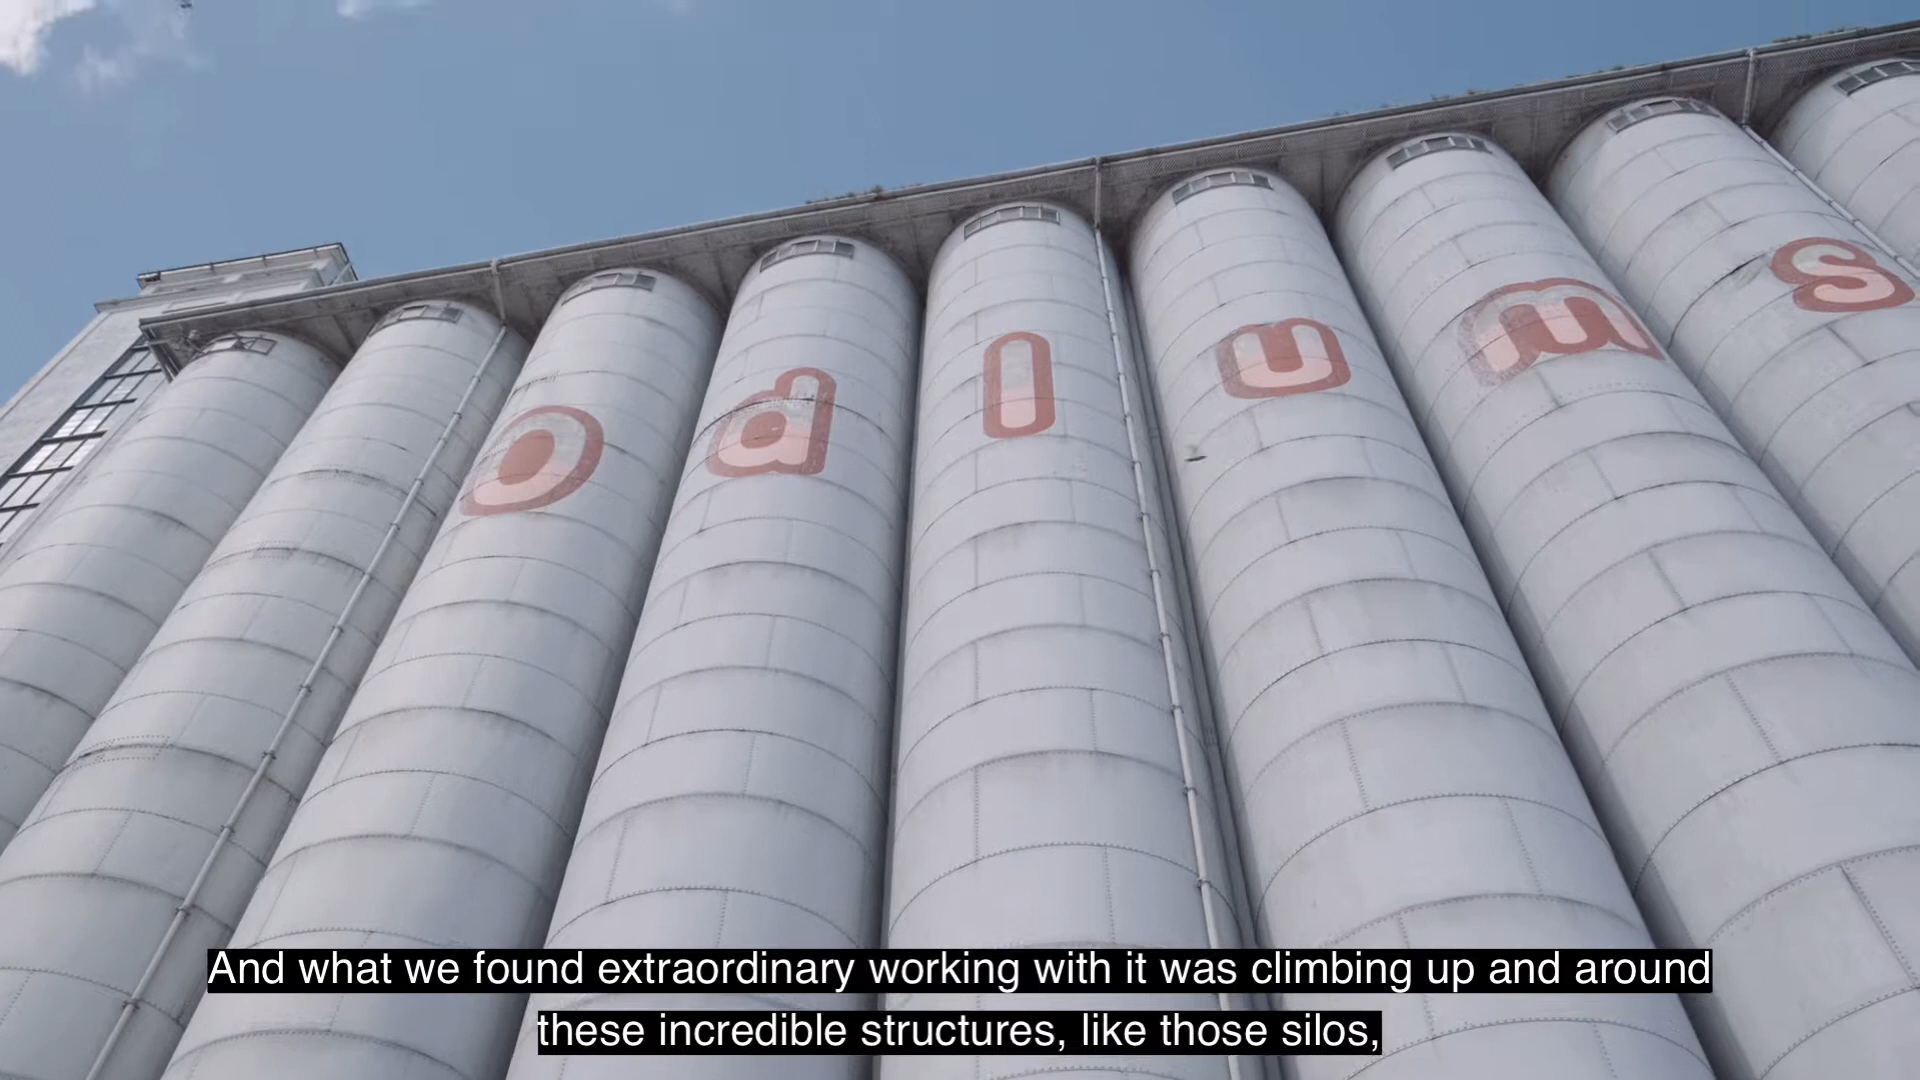 odlums
And what we found extraordinary working with it was climbing up and around
these incredible structures, like those silos,